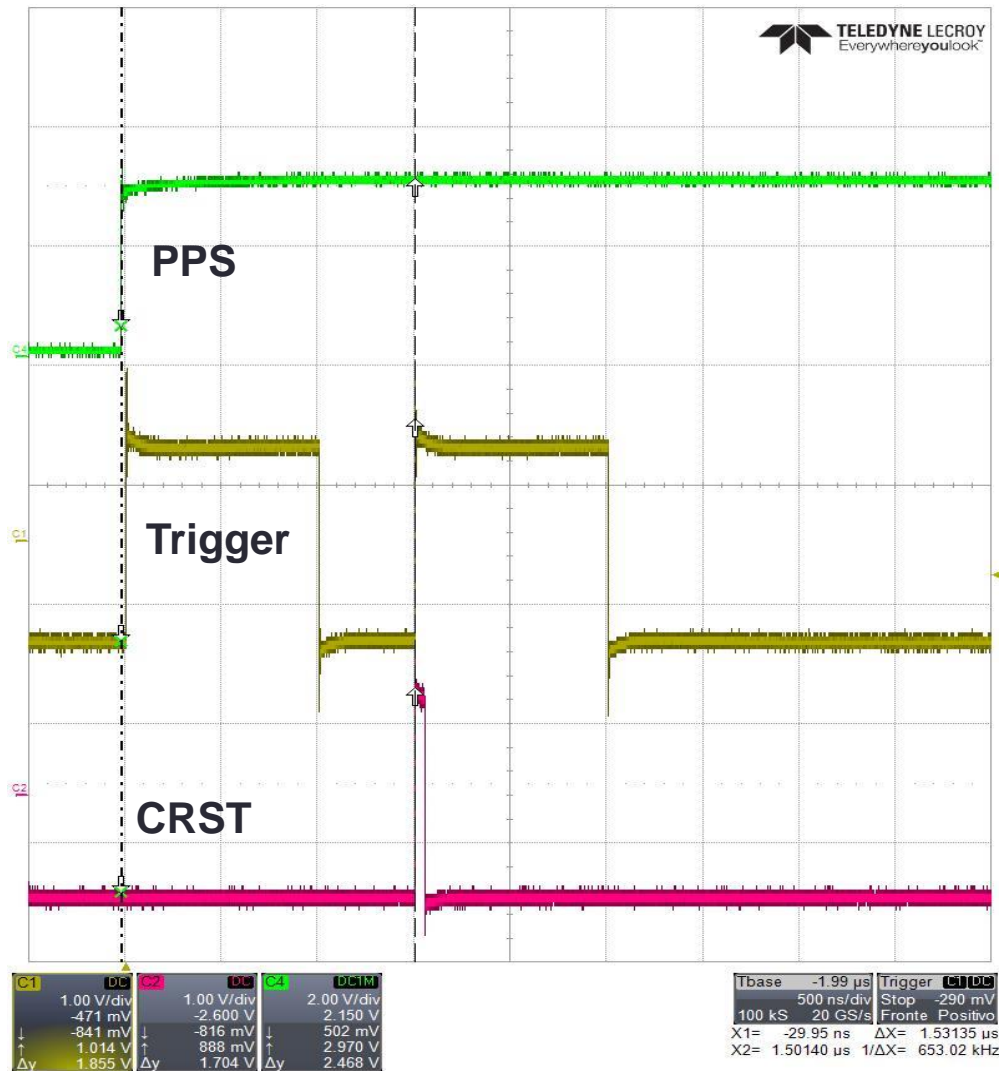 TELEDYNE LECROY
Everywhereyoulook™
PPS
C4
Trigger
C1
C2
CRST
C1 DC
1.00 V/div
-471 mV
↓ -841 mV
↑ 1.014 V
Δy 1.855 V
C2 DC
1.00 V/div
-2.600 V
↓ -816 mV
↑ 888 mV
Δy 1.704 V
C4 DC1M
2.00 V/div
2.150 V
↓ 502 mV
↑ 2.970 V
Δy 2.468 V
Tbase -1.99 µs
500 ns/div
100 kS 20 GS/s
Trigger C1 DC
Stop -290 mV
Fronte Positivo
X1= -29.95 ns ΔX= 1.53135 µs
X2= 1.50140 µs 1/ΔX= 653.02 kHz